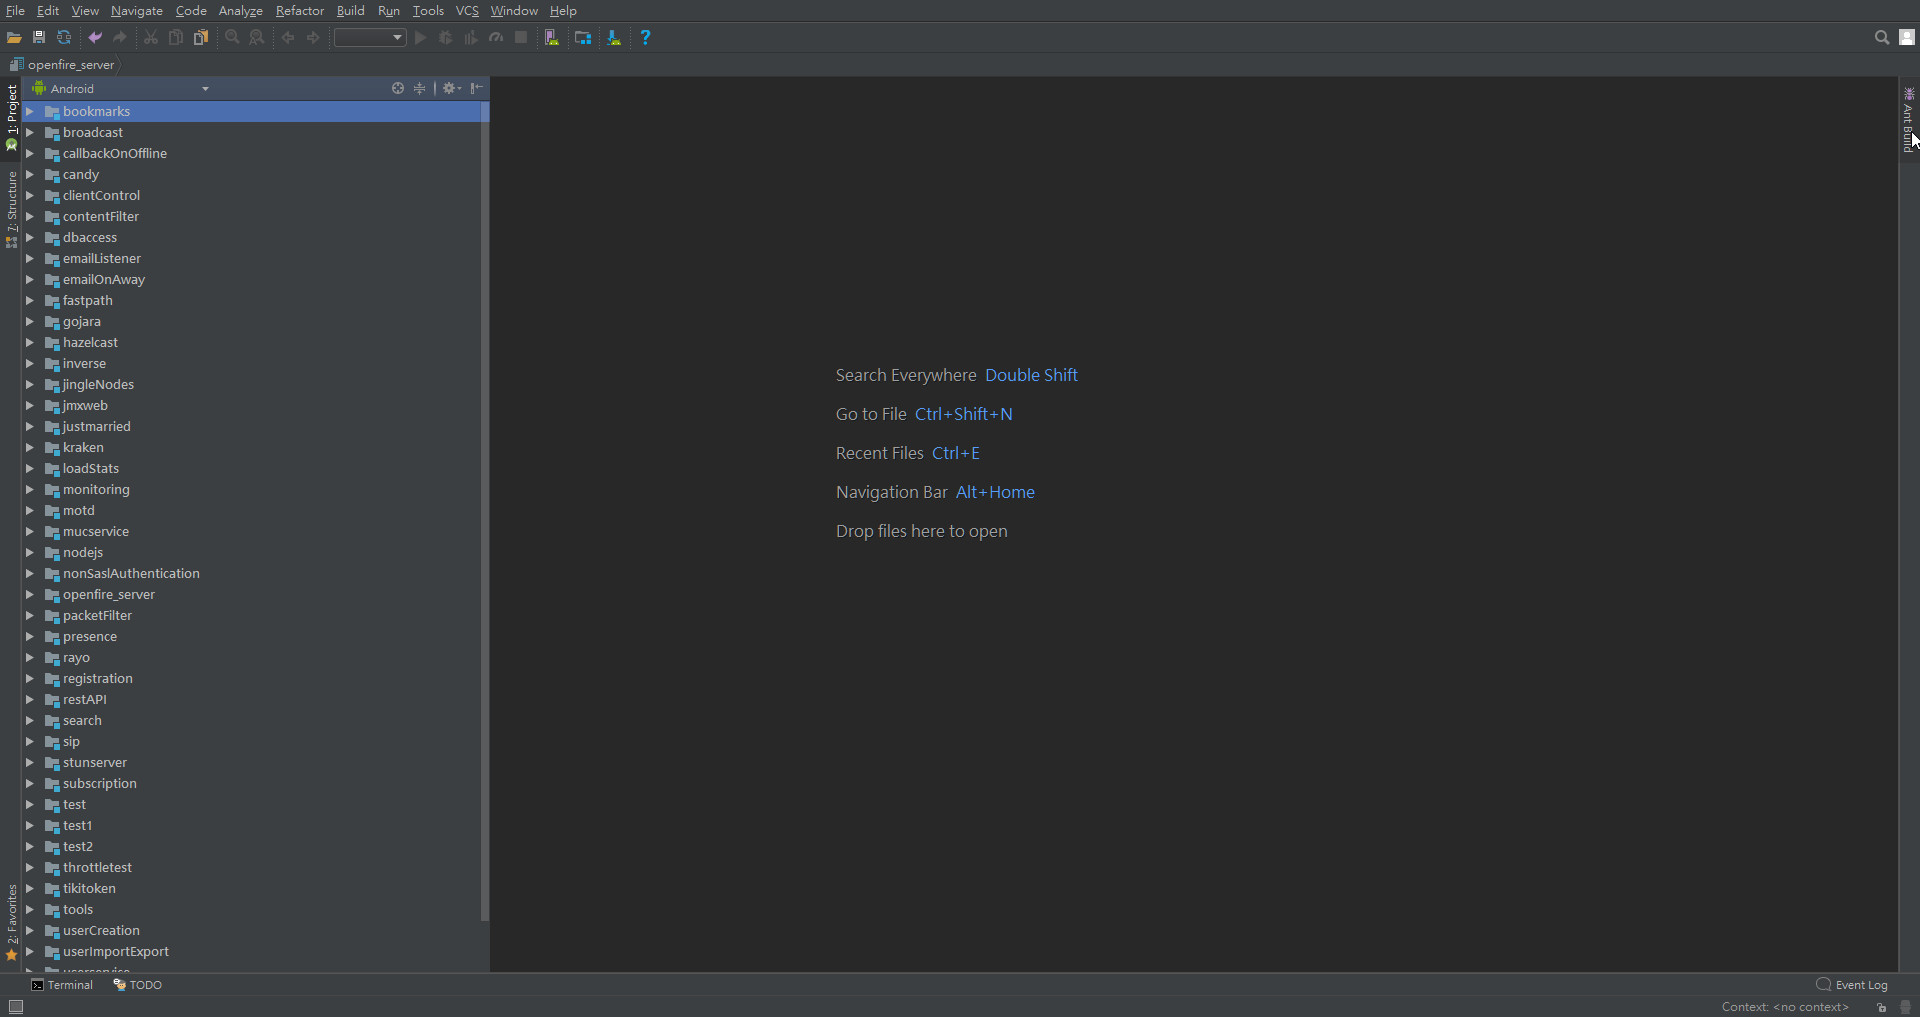 File Edit View Navigate Code Analyze Refactor Build Run Tools VCS Window Help
openfire_server
Android
1: Project
7: Structure
2: Favorites
bookmarks
broadcast
callbackOnOffline
candy
clientControl
contentFilter
dbaccess
emailListener
emailOnAway
fastpath
gojara
hazelcast
inverse
jingleNodes
jmxweb
justmarried
kraken
loadStats
monitoring
motd
mucservice
nodejs
nonSaslAuthentication
openfire_server
packetFilter
presence
rayo
registration
restAPI
search
sip
stunserver
subscription
test
test1
test2
throttletest
tikitoken
tools
userCreation
userImportExport
userservice
Search Everywhere Double Shift
Go to File Ctrl+Shift+N
Recent Files Ctrl+E
Navigation Bar Alt+Home
Drop files here to open
Ant Build
Terminal TODO
Event Log
Context: <no context>